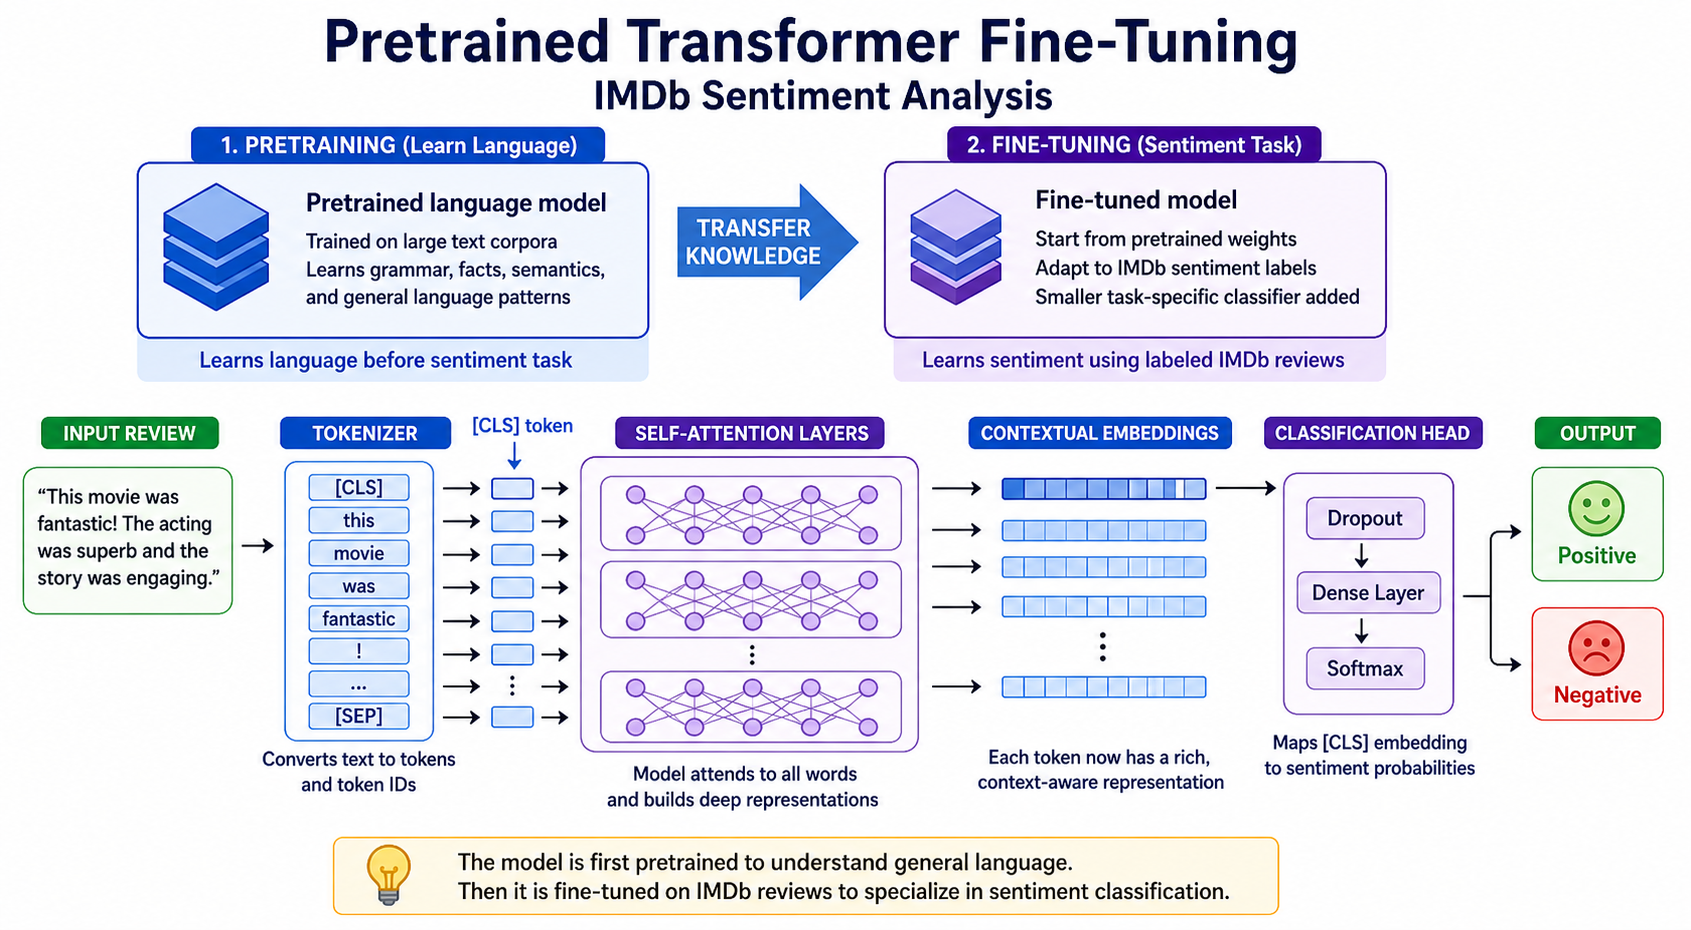 Pretrained Transformer Fine-Tuning
IMDb Sentiment Analysis
1. PRETRAINING (Learn Language)
Pretrained language model
Trained on large text corpora
Learns grammar, facts, semantics,
and general language patterns
Learns language before sentiment task
TRANSFER
KNOWLEDGE
2. FINE-TUNING (Sentiment Task)
Fine-tuned model
Start from pretrained weights
Adapt to IMDb sentiment labels
Smaller task-specific classifier added
Learns sentiment using labeled IMDb reviews
INPUT REVIEW
“This movie was
fantastic! The acting
was superb and the
story was engaging.”
TOKENIZER
[CLS]
this
movie
was
fantastic
!
...
[SEP]
Converts text to tokens
and token IDs
[CLS] token
SELF-ATTENTION LAYERS
Model attends to all words
and builds deep representations
CONTEXTUAL EMBEDDINGS
Each token now has a rich,
context-aware representation
CLASSIFICATION HEAD
Dropout
Dense Layer
Softmax
Maps [CLS] embedding
to sentiment probabilities
OUTPUT
Positive
Negative
The model is first pretrained to understand general language.
Then it is fine-tuned on IMDb reviews to specialize in sentiment classification.